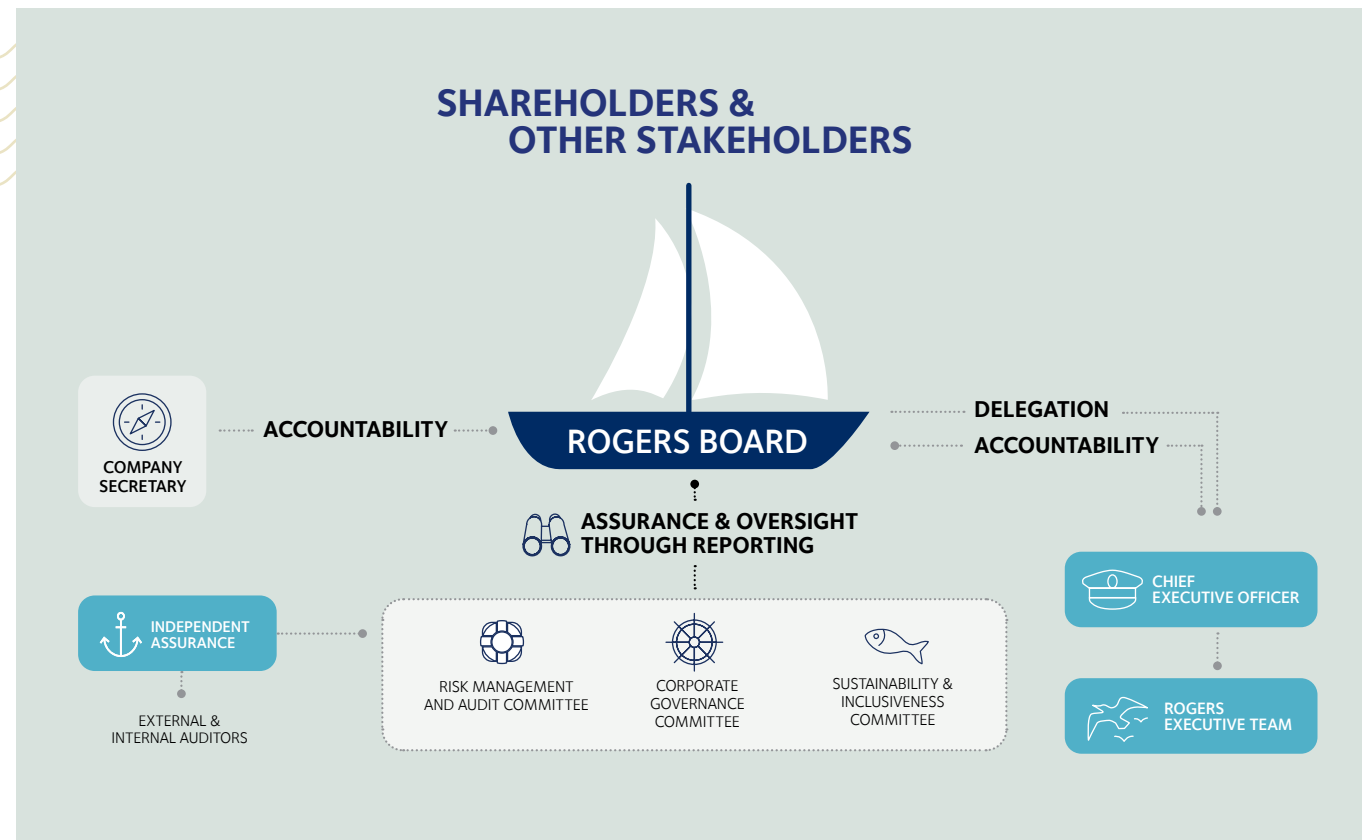 SHAREHOLDERS &
OTHER STAKEHOLDERS
ROGERS BOARD
COMPANY
SECRETARY
ACCOUNTABILITY
DELEGATION
ACCOUNTABILITY
ASSURANCE & OVERSIGHT
THROUGH REPORTING
CHIEF
EXECUTIVE OFFICER
ROGERS
EXECUTIVE TEAM
INDEPENDENT
ASSURANCE
EXTERNAL &
INTERNAL AUDITORS
RISK MANAGEMENT
AND AUDIT COMMITTEE
CORPORATE
GOVERNANCE
COMMITTEE
SUSTAINABILITY &
INCLUSIVENESS
COMMITTEE